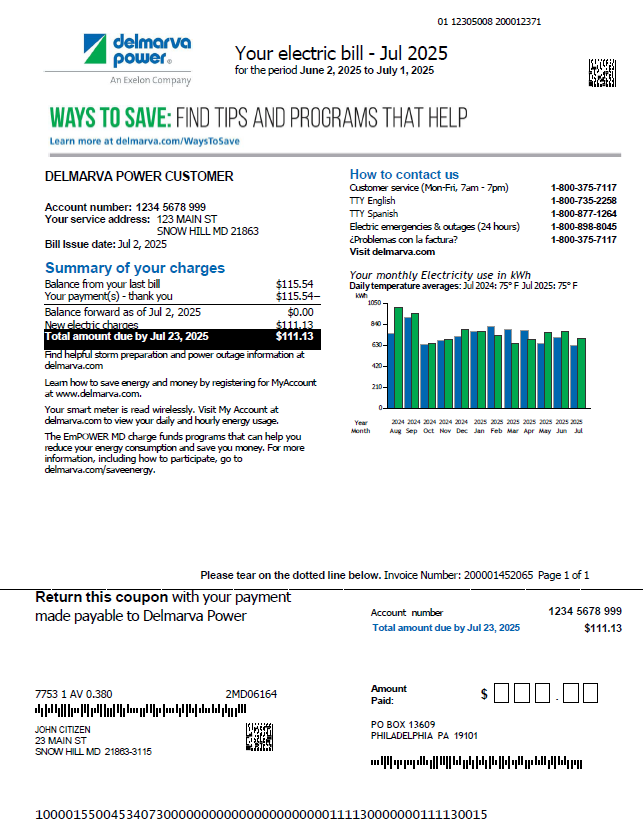 01 12305008 200012371
delmarva
power®
An Exelon Company
Your electric bill - Jul 2025
for the period June 2, 2025 to July 1, 2025
WAYS TO SAVE: FIND TIPS AND PROGRAMS THAT HELP
Learn more at delmarva.com/WaysToSave
DELMARVA POWER CUSTOMER
Account number: 1234 5678 999
Your service address: 123 MAIN ST
SNOW HILL MD 21863
Bill Issue date: Jul 2, 2025
Summary of your charges
Balance from your last bill $115.54
Your payment(s) - thank you $115.54–
Balance forward as of Jul 2, 2025 $0.00
New electric charges $111.13
Total amount due by Jul 23, 2025 $111.13
Find helpful storm preparation and power outage information at
delmarva.com
Learn how to save energy and money by registering for MyAccount
at www.delmarva.com.
Your smart meter is read wirelessly. Visit My Account at
delmarva.com to view your daily and hourly energy usage.
The EmPOWER MD charge funds programs that can help you
reduce your energy consumption and save you money. For more
information, including how to participate, go to
delmarva.com/saveenergy.
How to contact us
Customer service (Mon-Fri, 7am - 7pm) 1-800-375-7117
TTY English 1-800-735-2258
TTY Spanish 1-800-877-1264
Electric emergencies & outages (24 hours) 1-800-898-8045
¿Problemas con la factura? 1-800-375-7117
Visit delmarva.com
Your monthly Electricity use in kWh
Daily temperature averages: Jul 2024: 75° F Jul 2025: 75° F
kWh
1050
840
630
420
210
0
Year 2024 2024 2024 2024 2024 2025 2025 2025 2025 2025 2025 2025
Month Aug Sep Oct Nov Dec Jan Feb Mar Apr May Jun Jul
Please tear on the dotted line below. Invoice Number: 200001452065 Page 1 of 1
Return this coupon with your payment
made payable to Delmarva Power
Account number 1234 5678 999
Total amount due by Jul 23, 2025 $111.13
7753 1 AV 0.380 2MD06164
JOHN CITIZEN
23 MAIN ST
SNOW HILL MD 21863-3115
Amount
Paid:
$ .
PO BOX 13609
PHILADELPHIA PA 19101